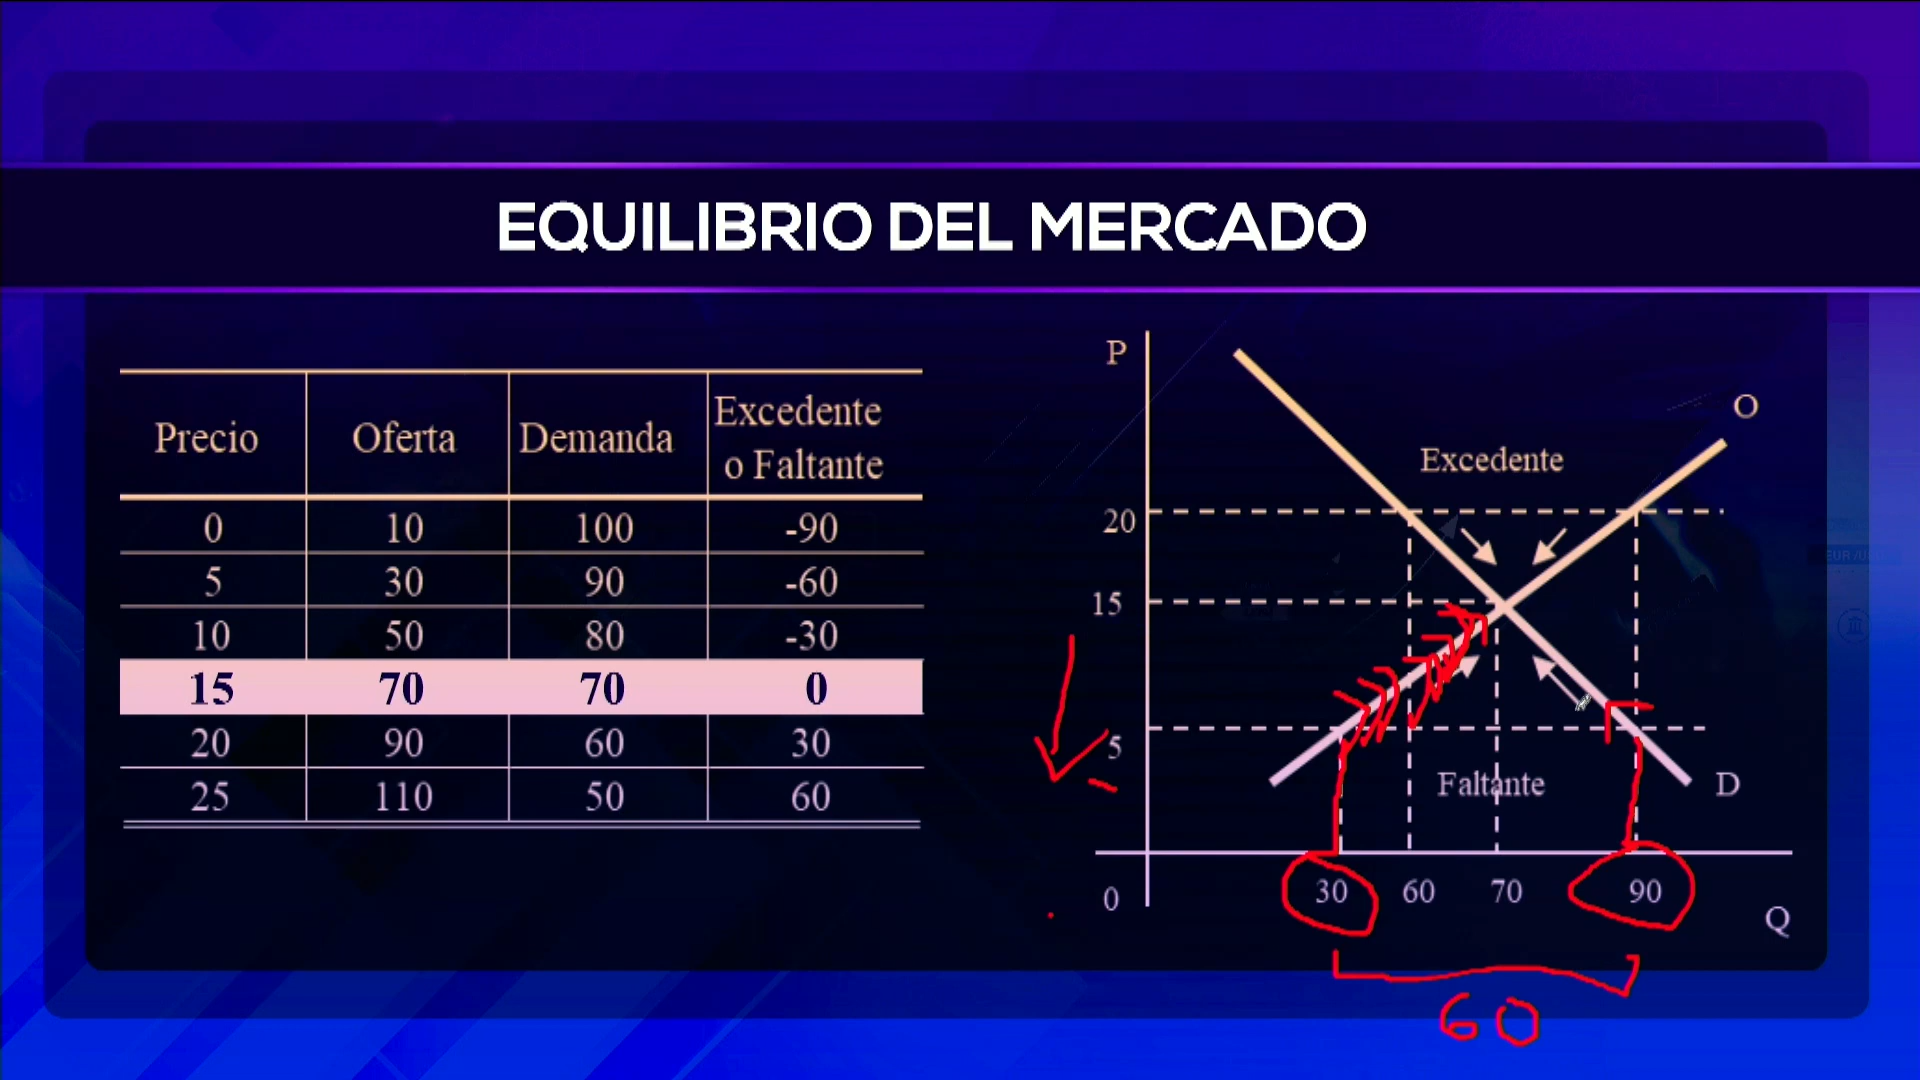 EQUILIBRIO DEL MERCADO
Precio Oferta Demanda Excedente o Faltante
0 10 100 -90
5 30 90 -60
10 50 80 -30
15 70 70 0
20 90 60 30
25 110 50 60
P
O
Excedente
20
15
5
Faltante
D
0 30 60 70 90
Q
60